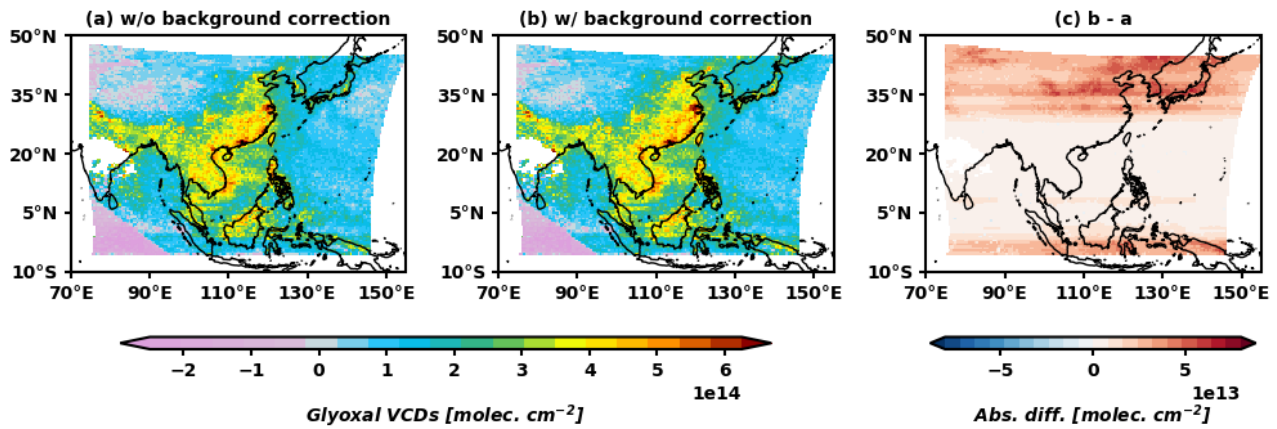 (a) w/o background correction (b) w/ background correction (c) b - a
50°N 50°N 50°N
35°N 35°N 35°N
20°N 20°N 20°N
5°N 5°N 5°N
10°S 10°S 10°S
70°E 90°E 110°E 130°E 150°E 70°E 90°E 110°E 130°E 150°E 70°E 90°E 110°E 130°E 150°E
−2 −1 0 1 2 3 4 5 6 −5 0 5
1e14 1e13
Glyoxal VCDs [molec. cm⁻²] Abs. diff. [molec. cm⁻²]